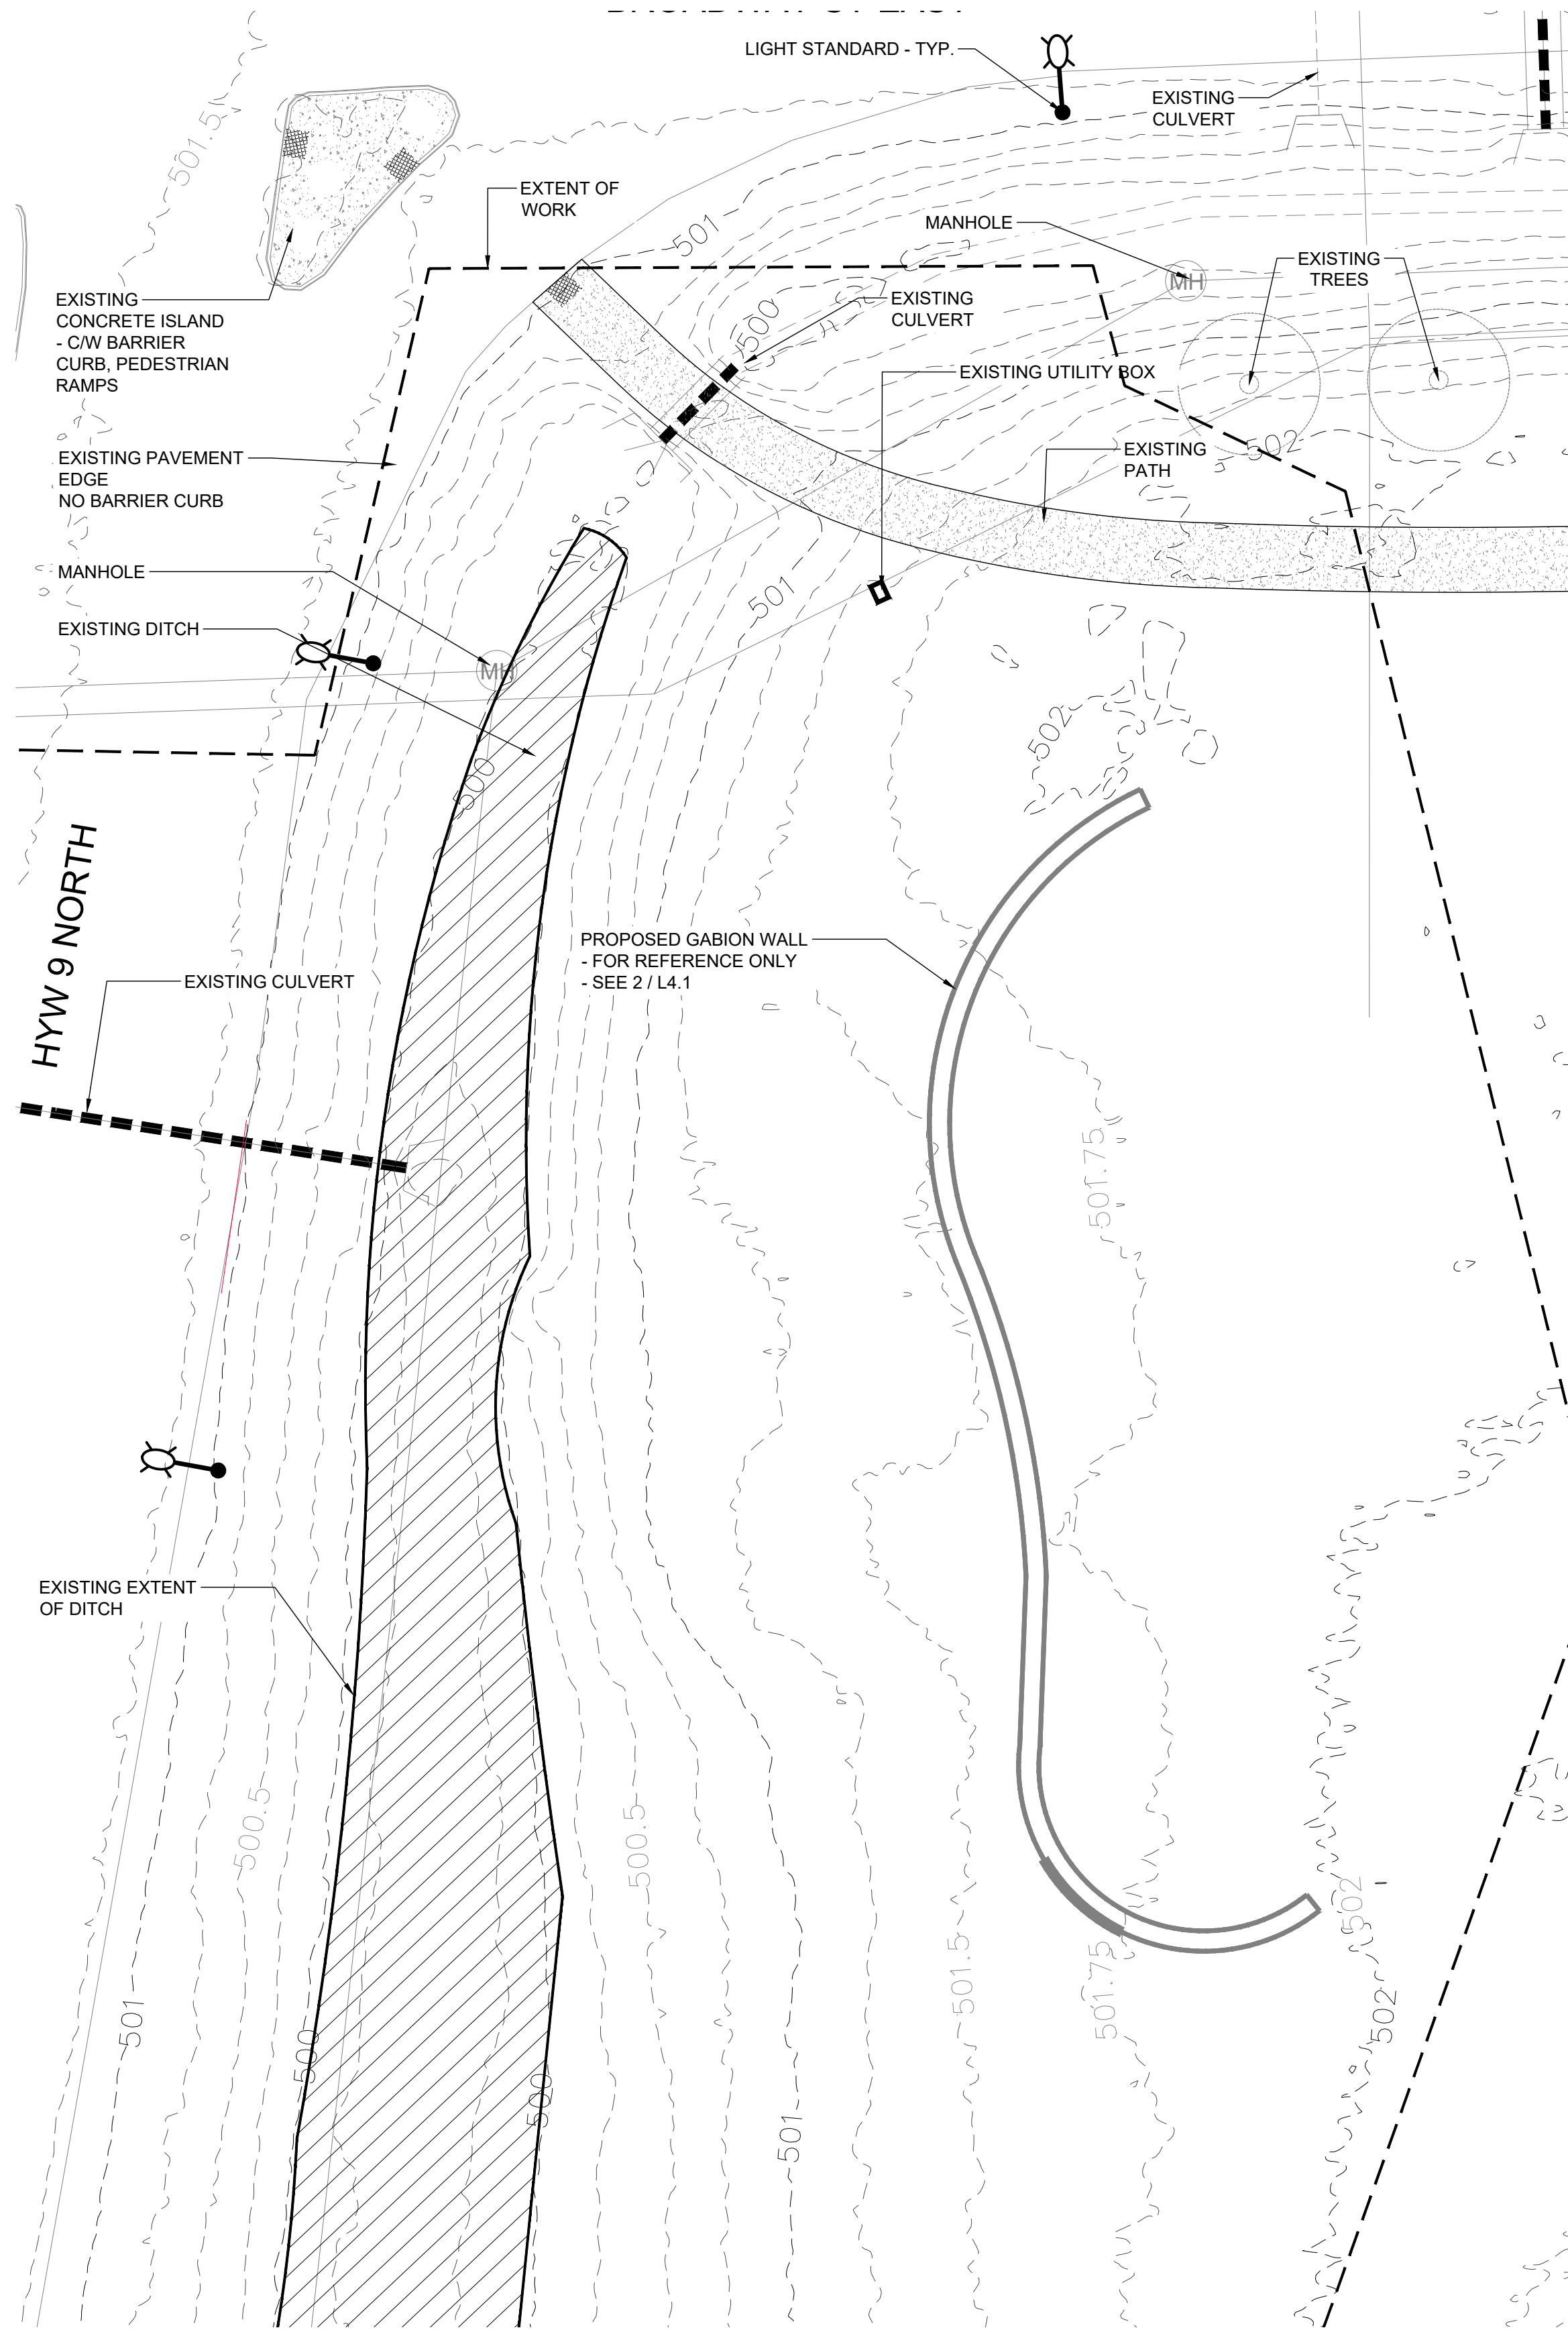 LIGHT STANDARD - TYP.
EXISTING
CULVERT
501.5
EXTENT OF
WORK
501
MANHOLE
MH
EXISTING
TREES
EXISTING
CONCRETE ISLAND
- C/W BARRIER
CURB, PEDESTRIAN
RAMPS
EXISTING
CULVERT
500
EXISTING UTILITY BOX
EXISTING PAVEMENT
EDGE
NO BARRIER CURB
EXISTING
PATH
502
MANHOLE
501
EXISTING DITCH
MH
502
500
HYW 9 NORTH
PROPOSED GABION WALL
- FOR REFERENCE ONLY
- SEE 2 / L4.1
EXISTING CULVERT
501.75
EXISTING EXTENT
OF DITCH
500.5
500.5
502
501
501.5
501.75
502
500
500
501